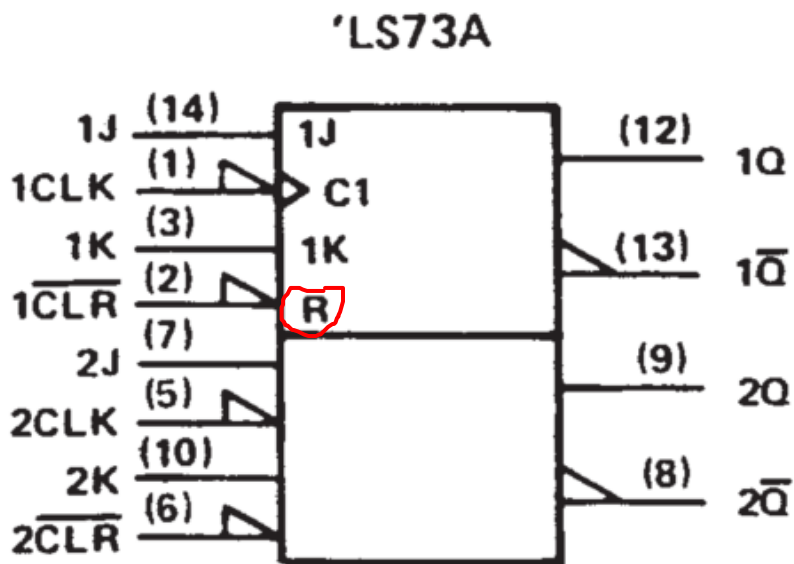 'LS73A
1J (14) 1J
(12) 1Q
1CLK (1) C1
1K (3) 1K
(13) 1Q̅
1C̅L̅R̅ (2) R
2J (7)
(9) 2Q
2CLK (5)
2K (10)
(8) 2Q̅
2C̅L̅R̅ (6)